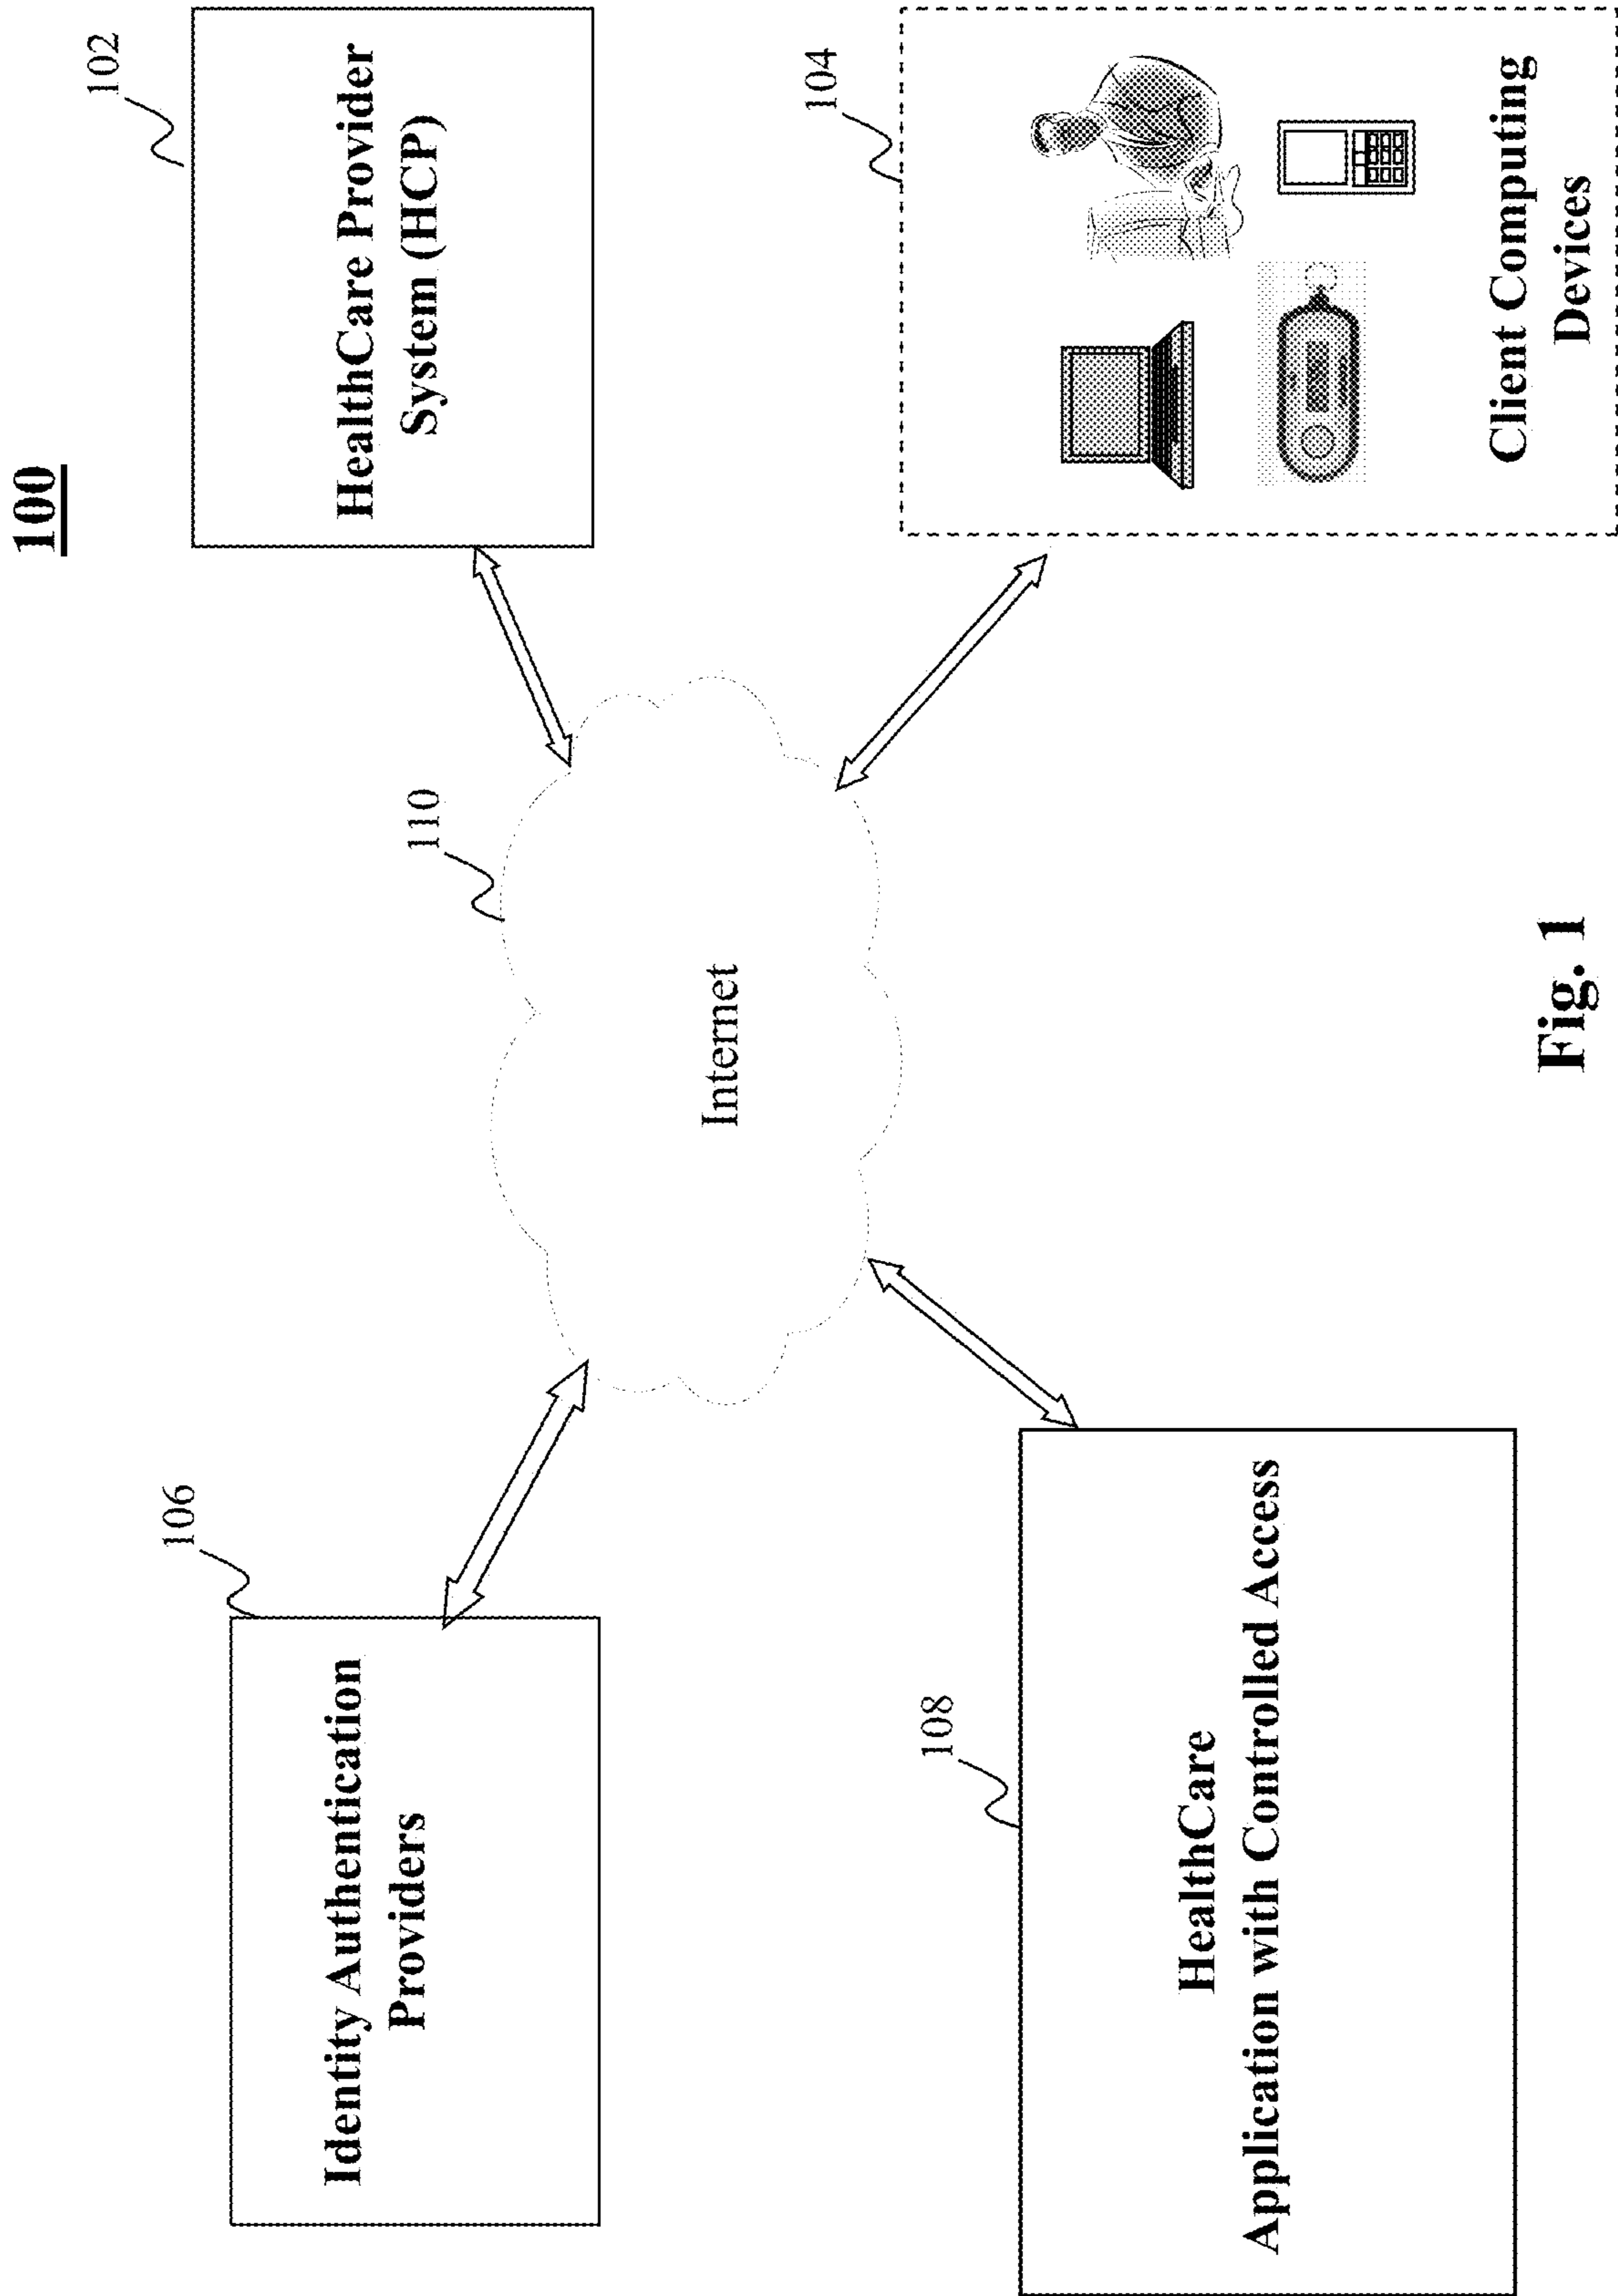 100
106
Identity Authentication
Providers
102
HealthCare Provider
System (HCP)
110
Internet
108
HealthCare
Application with Controlled Access
104
Client Computing
Devices
Fig. 1